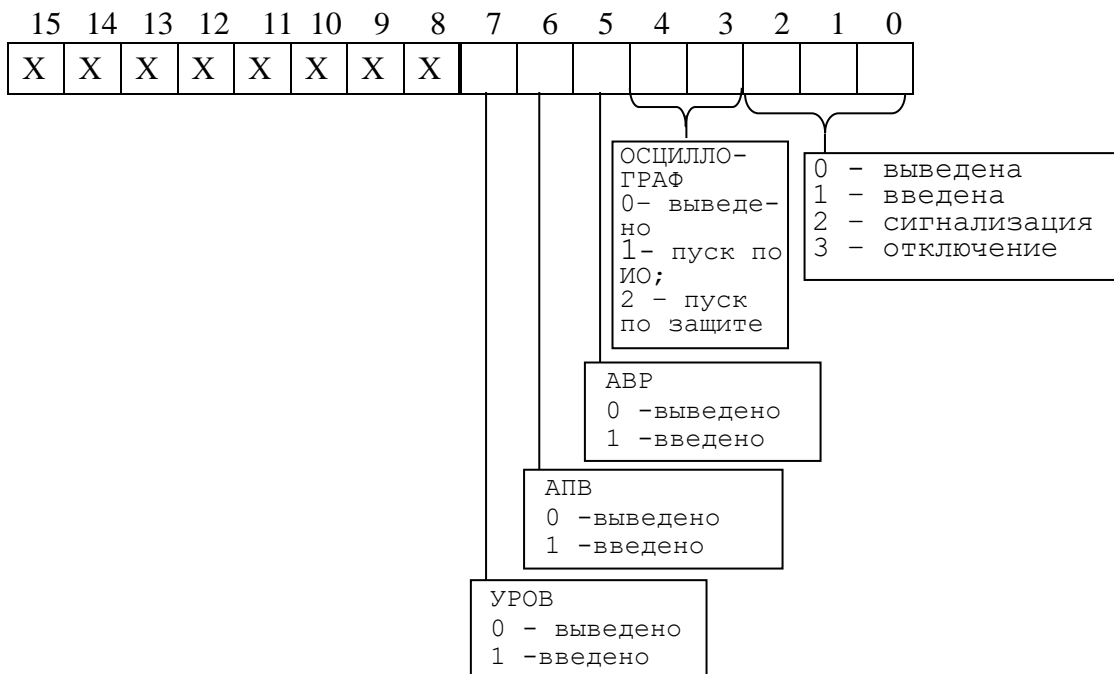 15 14 13 12 11 10 9 8 7 6 5 4 3 2 1 0
X X X X X X X X
ОСЦИЛЛО-
ГРАФ
0- выведе-
но
1- пуск по
ИО;
2 - пуск
по защите
0 - выведена
1 - введена
2 - сигнализация
3 - отключение
АВР
0 -выведено
1 -введено
АПВ
0 -выведено
1 -введено
УРОВ
0 - выведено
1 -введено